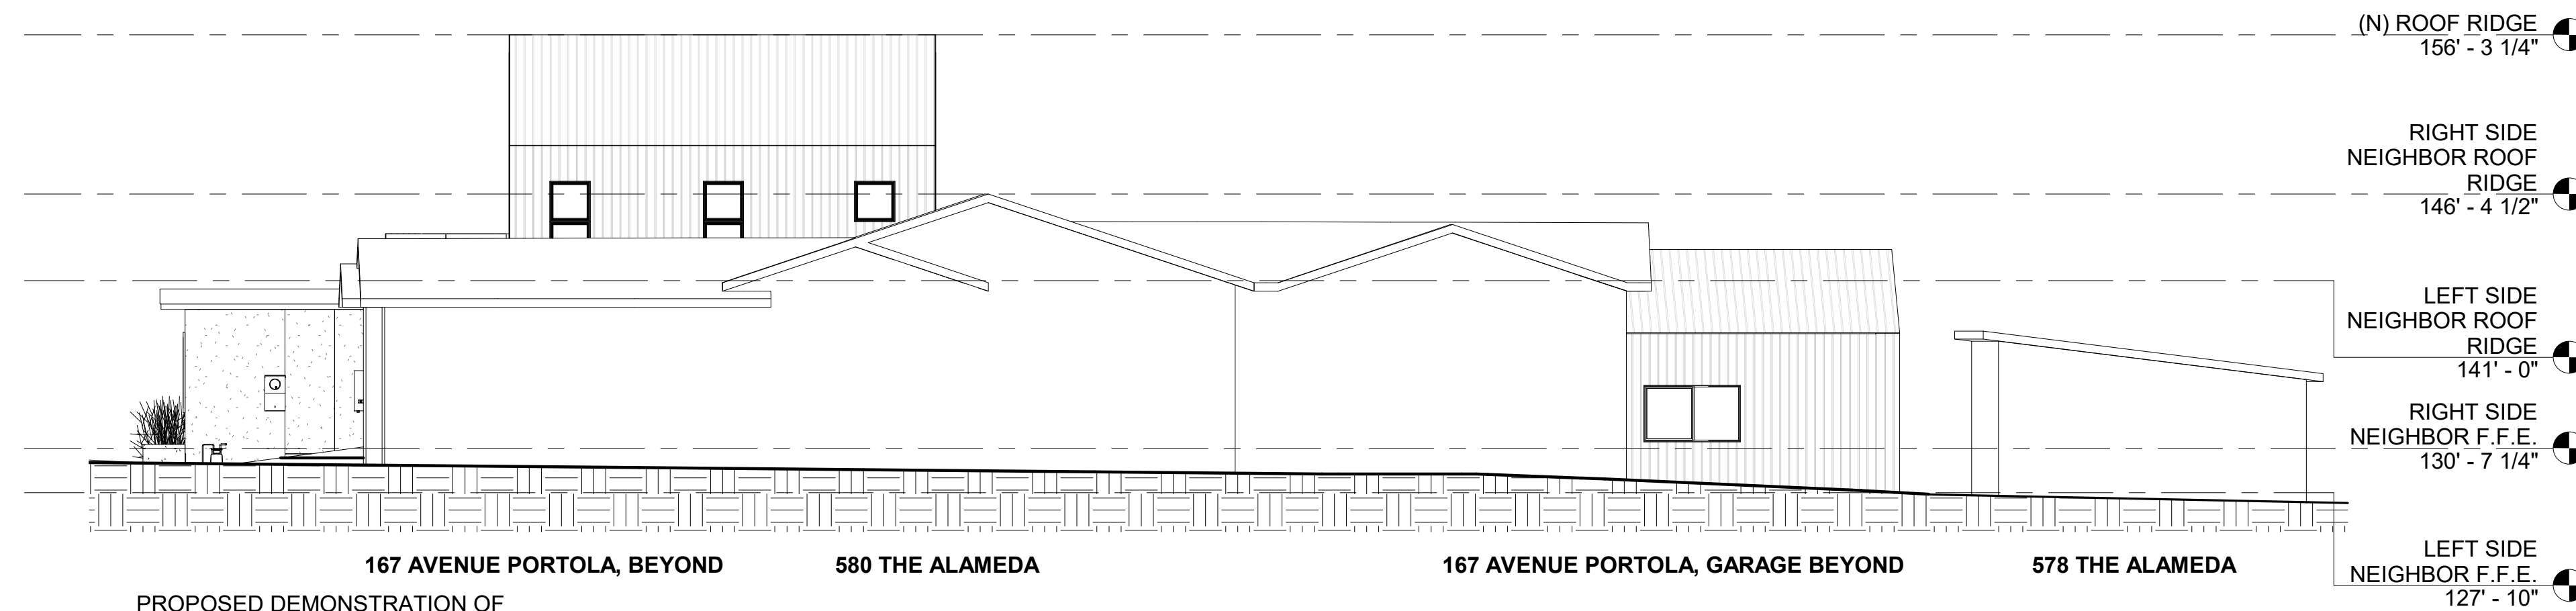 (N) ROOF RIDGE
156' - 3 1/4"
RIGHT SIDE
NEIGHBOR ROOF
RIDGE
146' - 4 1/2"
LEFT SIDE
NEIGHBOR ROOF
RIDGE
141' - 0"
RIGHT SIDE
NEIGHBOR F.F.E.
130' - 7 1/4"
LEFT SIDE
NEIGHBOR F.F.E.
127' - 10"
167 AVENUE PORTOLA, BEYOND
580 THE ALAMEDA
167 AVENUE PORTOLA, GARAGE BEYOND
578 THE ALAMEDA
PROPOSED DEMONSTRATION OF